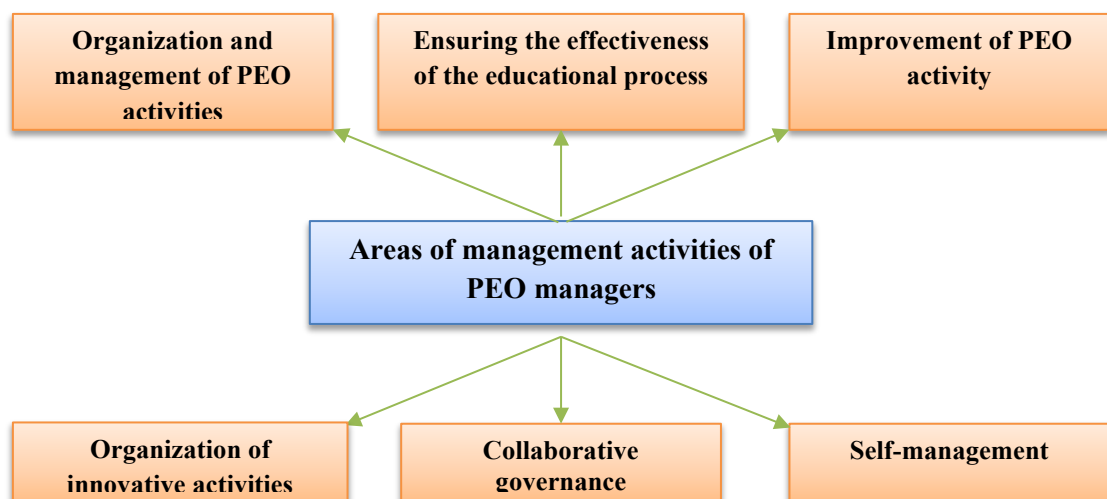 Organization and
management of PEO
activities
Ensuring the effectiveness
of the educational process
Improvement of PEO
activity
Areas of management activities of
PEO managers
Organization of
innovative activities
Collaborative
governance
Self-management